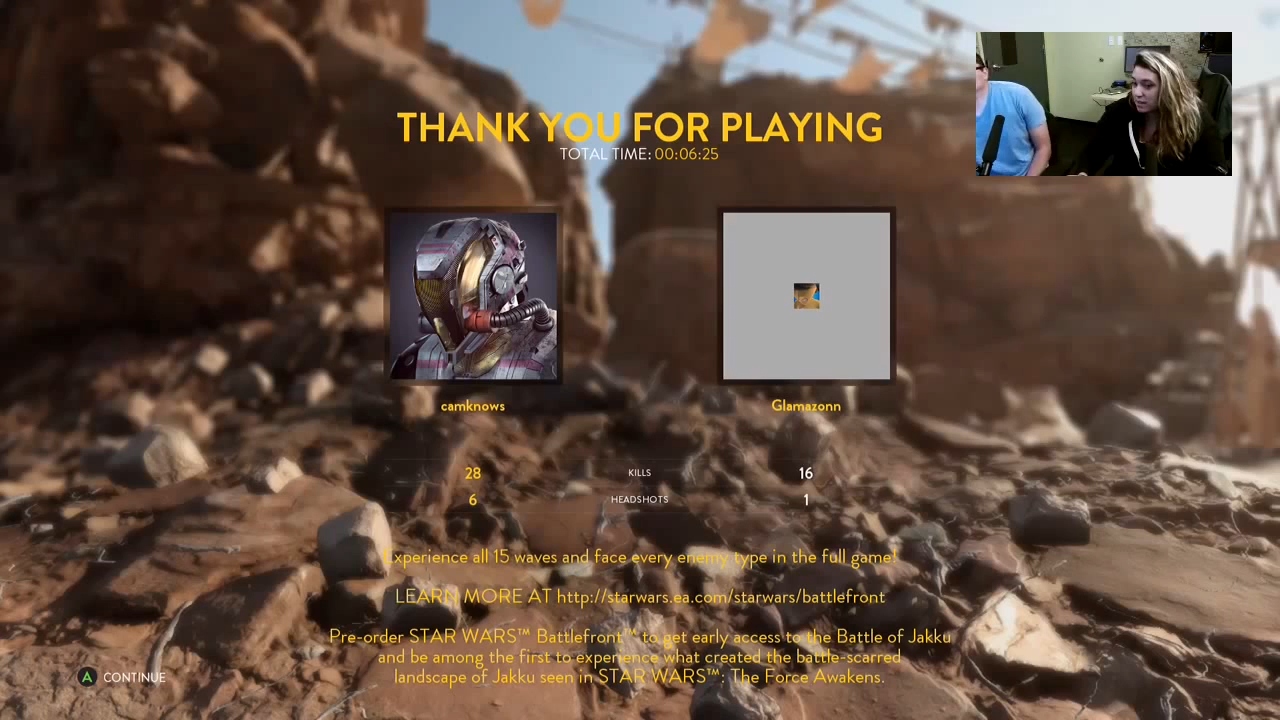 THANK YOU FOR PLAYING
TOTAL TIME: 00:06:25
camknows
Glamazonn
28 KILLS 16
6 HEADSHOTS 1
Experience all 15 waves and face every enemy type in the full game!
LEARN MORE AT http://starwars.ea.com/starwars/battlefront
Pre-order STAR WARS™ Battlefront™ to get early access to the Battle of Jakku
and be among the first to experience what created the battle-scarred
landscape of Jakku seen in STAR WARS™: The Force Awakens.
A CONTINUE